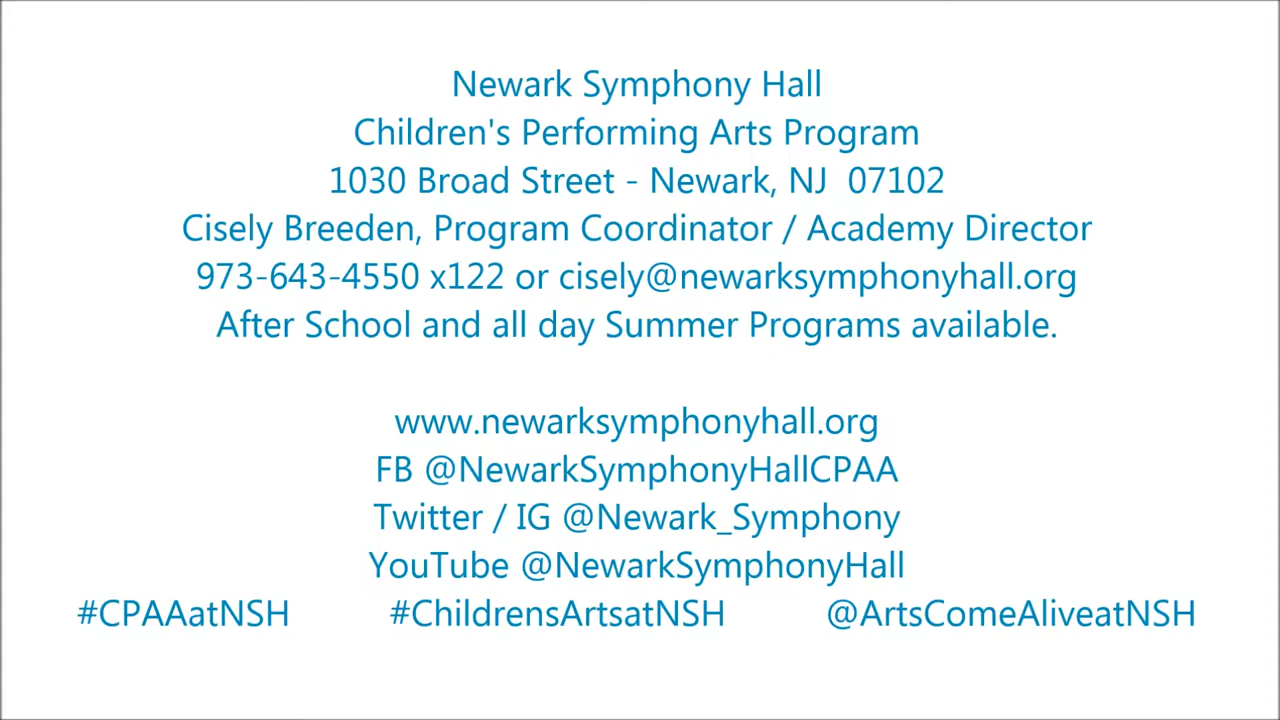 Newark Symphony Hall
Children's Performing Arts Program
1030 Broad Street - Newark, NJ  07102
Cisely Breeden, Program Coordinator / Academy Director
973-643-4550 x122 or cisely@newarksymphonyhall.org
After School and all day Summer Programs available.
www.newarksymphonyhall.org
FB @NewarkSymphonyHallCPAA
Twitter / IG @Newark_Symphony
YouTube @NewarkSymphonyHall
#CPAAatNSH #ChildrensArtsatNSH @ArtsComeAliveatNSH